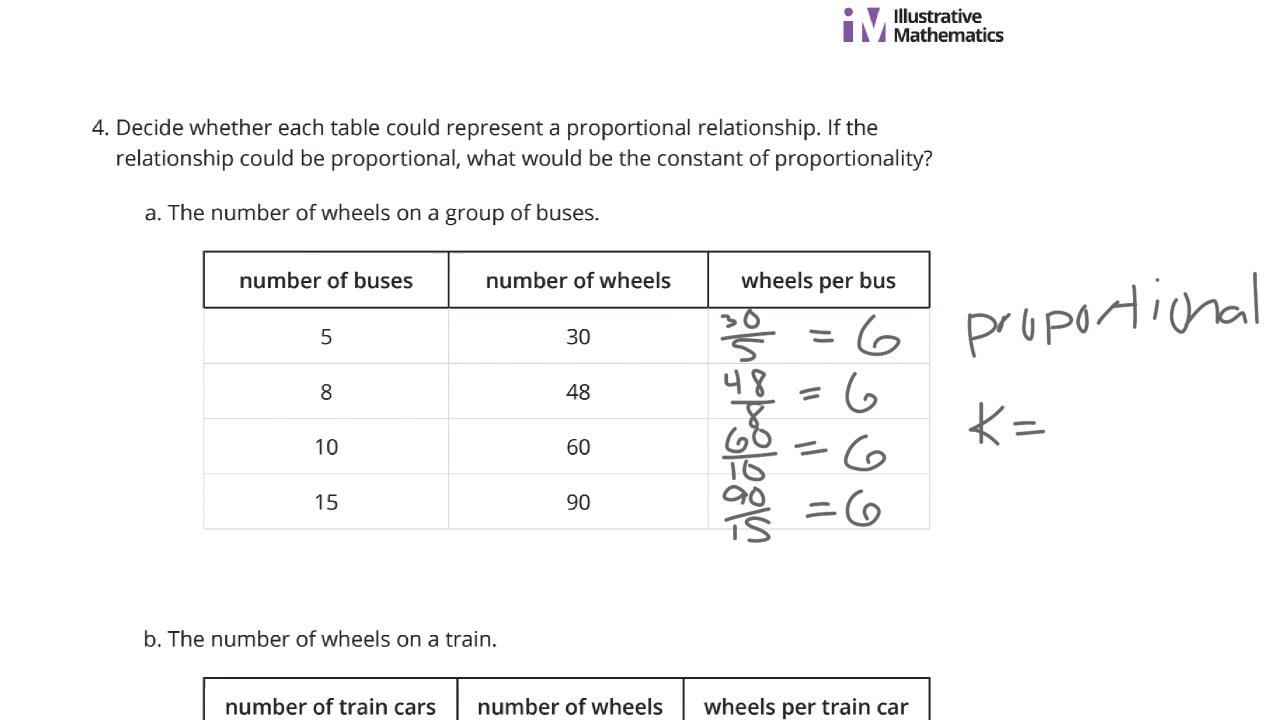 Illustrative
Mathematics
4. Decide whether each table could represent a proportional relationship. If the
relationship could be proportional, what would be the constant of proportionality?
a. The number of wheels on a group of buses.
number of buses number of wheels wheels per bus
5 30 30/5 = 6
8 48 48/8 = 6
10 60 60/10 = 6
15 90 90/15 = 6
proportional
K=
b. The number of wheels on a train.
number of train cars number of wheels wheels per train car